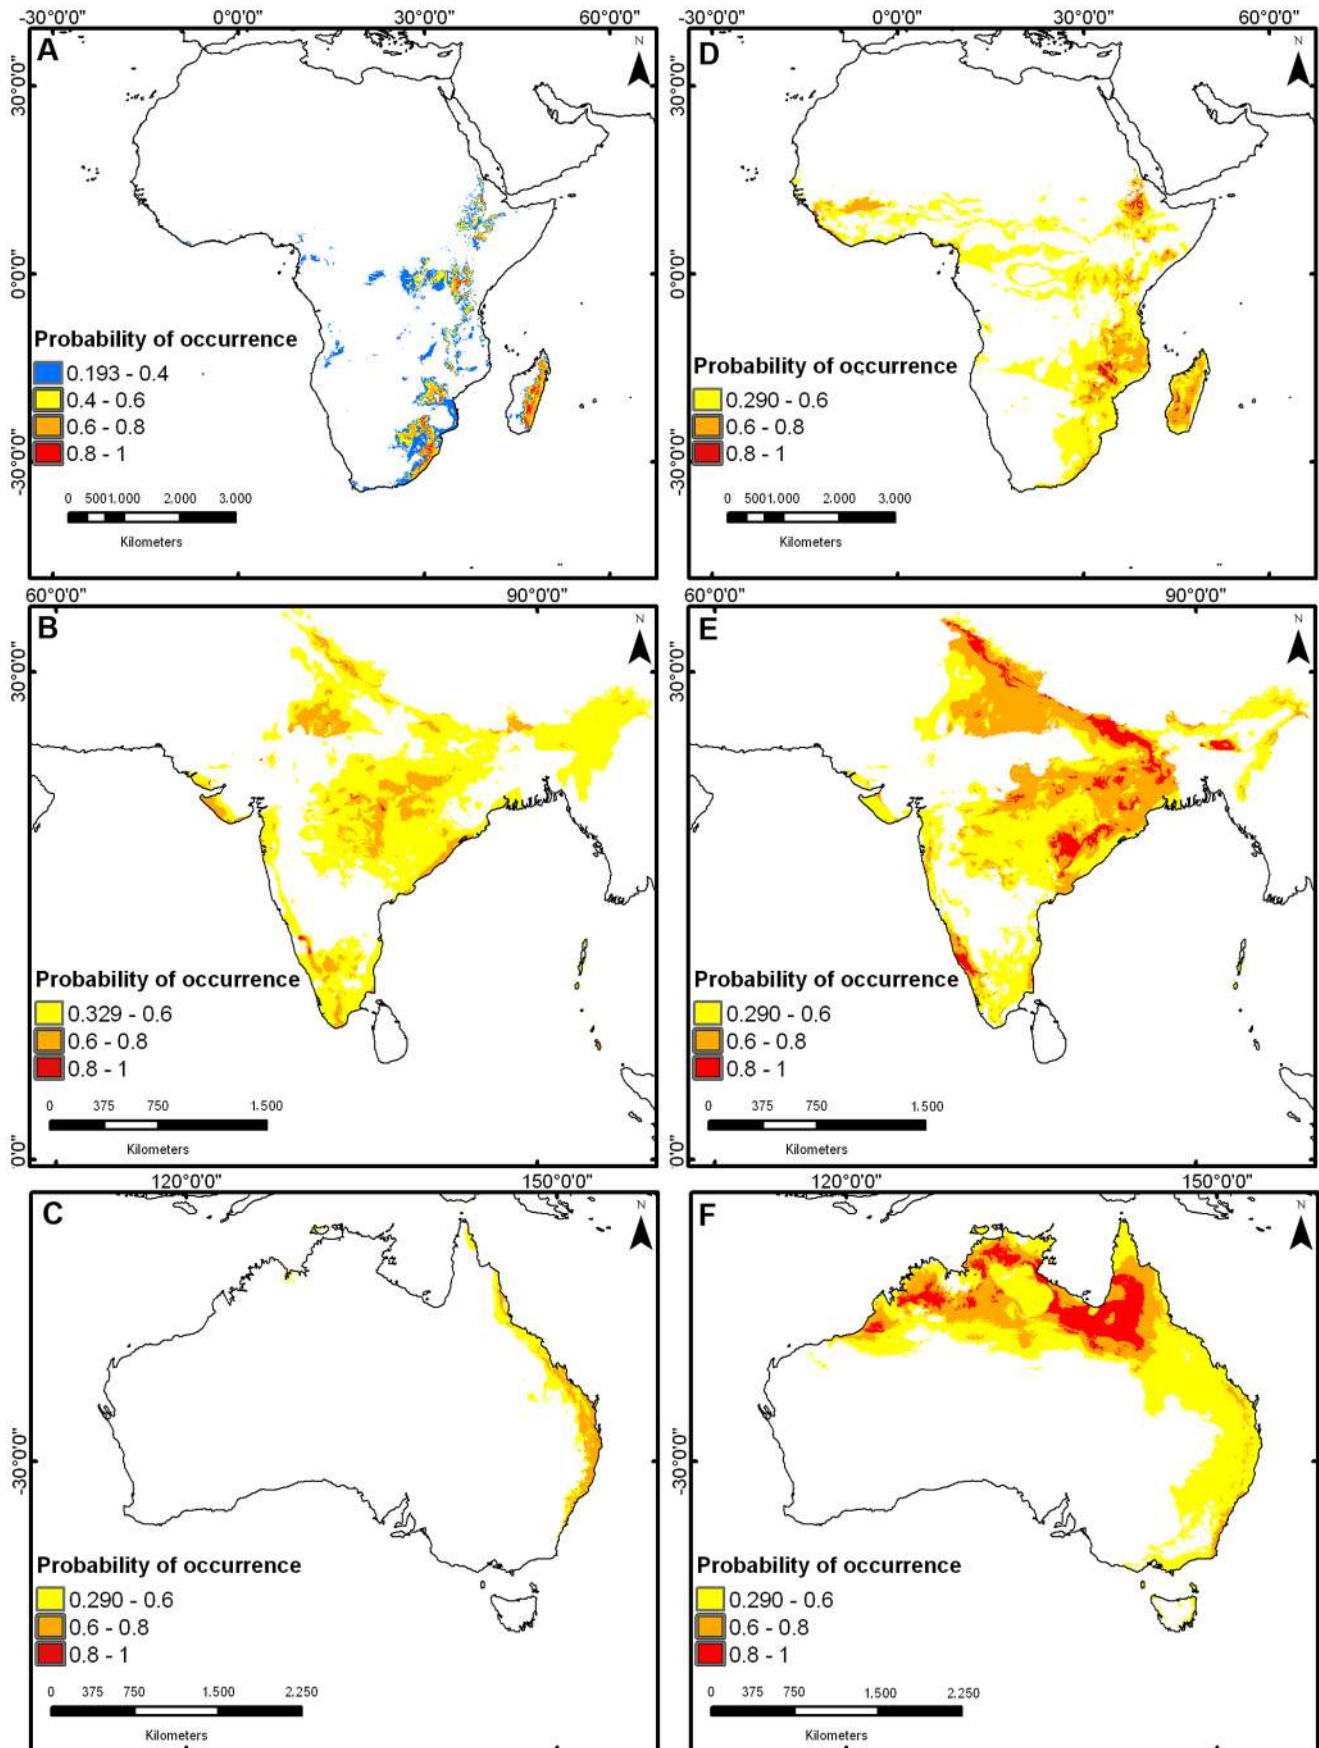 -30°0'0" 0°0'0" 30°0'0" 60°0'0"
A
N
30°0'0"
0°0'0"
-30°0'0"
Probability of occurrence
0.193 - 0.4
0.4 - 0.6
0.6 - 0.8
0.8 - 1
0 500 1.000 2.000 3.000
Kilometers
-30°0'0" 0°0'0" 30°0'0" 60°0'0"
D
N
30°0'0"
0°0'0"
-30°0'0"
Probability of occurrence
0.290 - 0.6
0.6 - 0.8
0.8 - 1
0 500 1.000 2.000 3.000
Kilometers
60°0'0" 90°0'0"
B
N
30°0'0"
0°0'0"
Probability of occurrence
0.329 - 0.6
0.6 - 0.8
0.8 - 1
0 375 750 1.500
Kilometers
60°0'0" 90°0'0"
E
N
30°0'0"
0°0'0"
Probability of occurrence
0.290 - 0.6
0.6 - 0.8
0.8 - 1
0 375 750 1.500
Kilometers
120°0'0" 150°0'0"
C
N
-30°0'0"
Probability of occurrence
0.290 - 0.6
0.6 - 0.8
0.8 - 1
0 375 750 1.500 2.250
Kilometers
120°0'0" 150°0'0"
F
N
-30°0'0"
Probability of occurrence
0.290 - 0.6
0.6 - 0.8
0.8 - 1
0 375 750 1.500 2.250
Kilometers